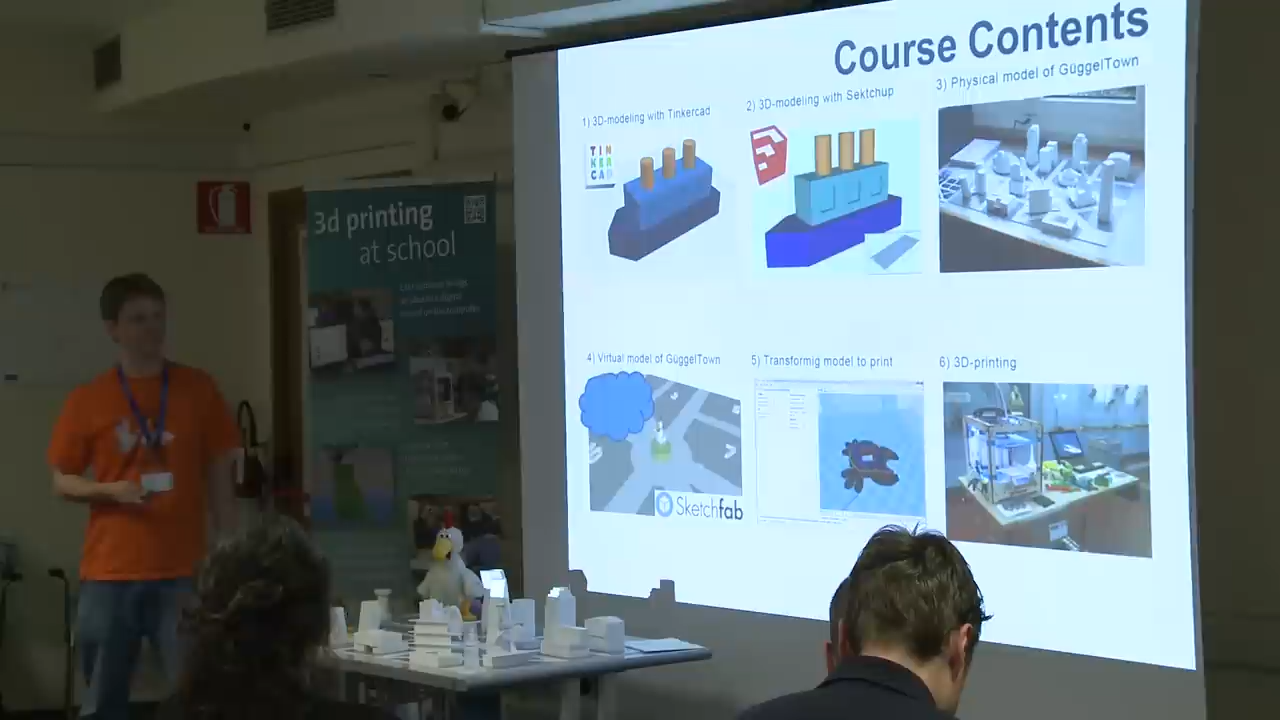 Course Contents
1) 3D-modeling with Tinkercad
2) 3D-modeling with Sektchup
3) Physical model of GüggelTown
TIN
KER
CAD
4) Virtual model of GüggelTown
5) Transformig model to print
6) 3D-printing
Sketchfab
3d printing
at school